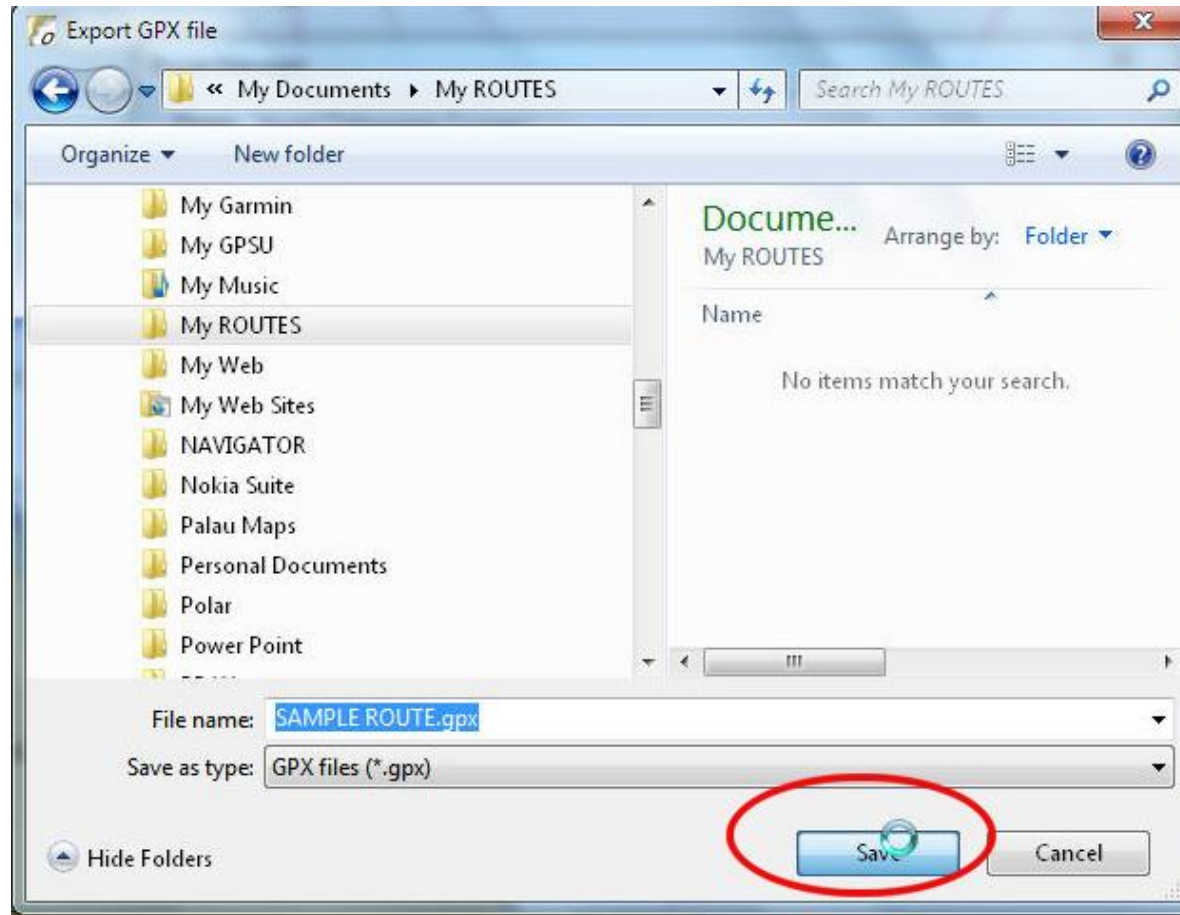 Export GPX file
« My Documents ▸ My ROUTES
Search My ROUTES
Organize
New folder
My Garmin
My GPSU
My Music
My ROUTES
My Web
My Web Sites
NAVIGATOR
Nokia Suite
Palau Maps
Personal Documents
Polar
Power Point
Docume...
My ROUTES
Arrange by: Folder
Name
No items match your search.
File name: SAMPLE ROUTE.gpx
Save as type: GPX files (*.gpx)
Hide Folders
Save
Cancel